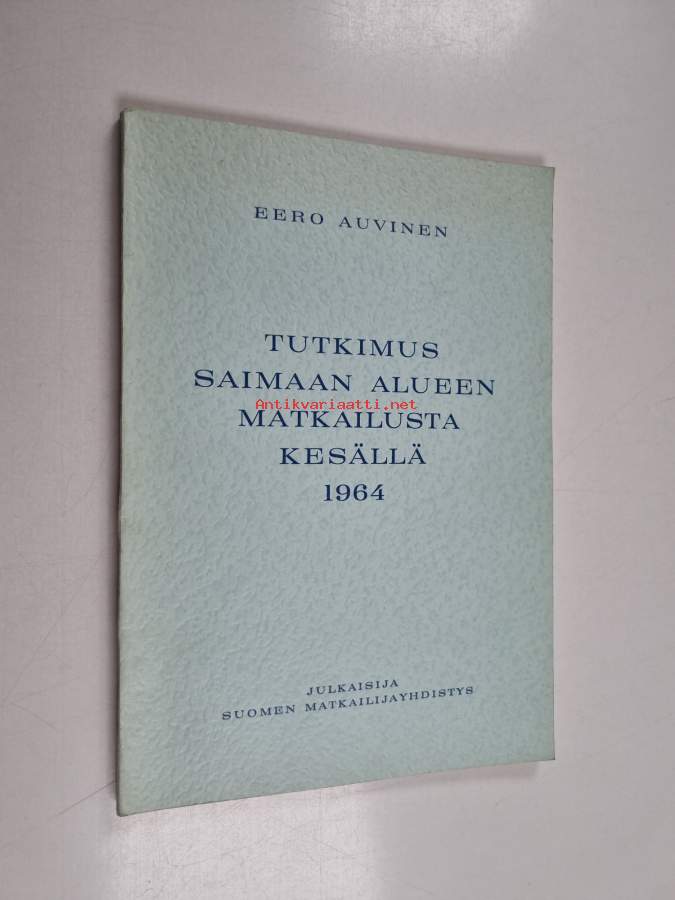 EERO AUVINEN
TUTKIMUS
SAIMAAN ALUEEN
Antikvariaatti.net
MATKAILUSTA
KESÄLLÄ
1964
JULKAISIJA
SUOMEN MATKAILIJAYHDISTYS